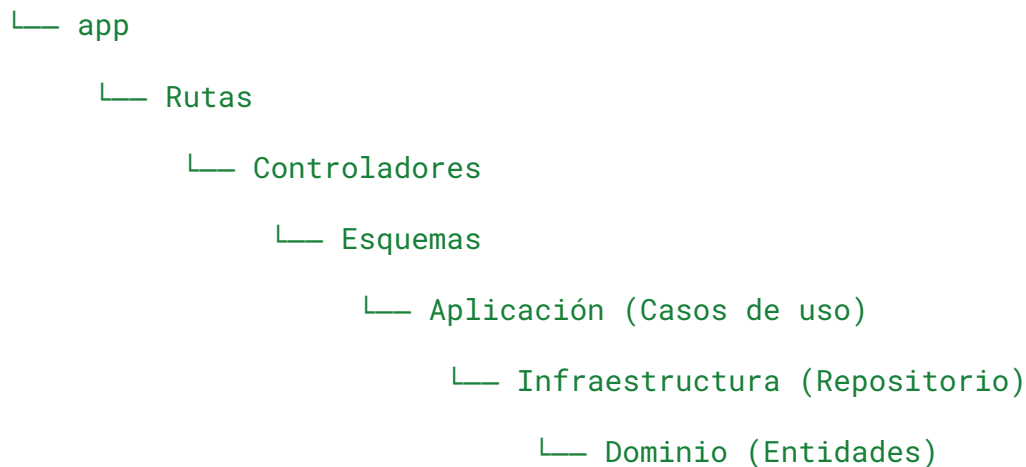 └── app
└── Rutas
└── Controladores
└── Esquemas
└── Aplicación (Casos de uso)
└── Infraestructura (Repositorio)
└── Dominio (Entidades)